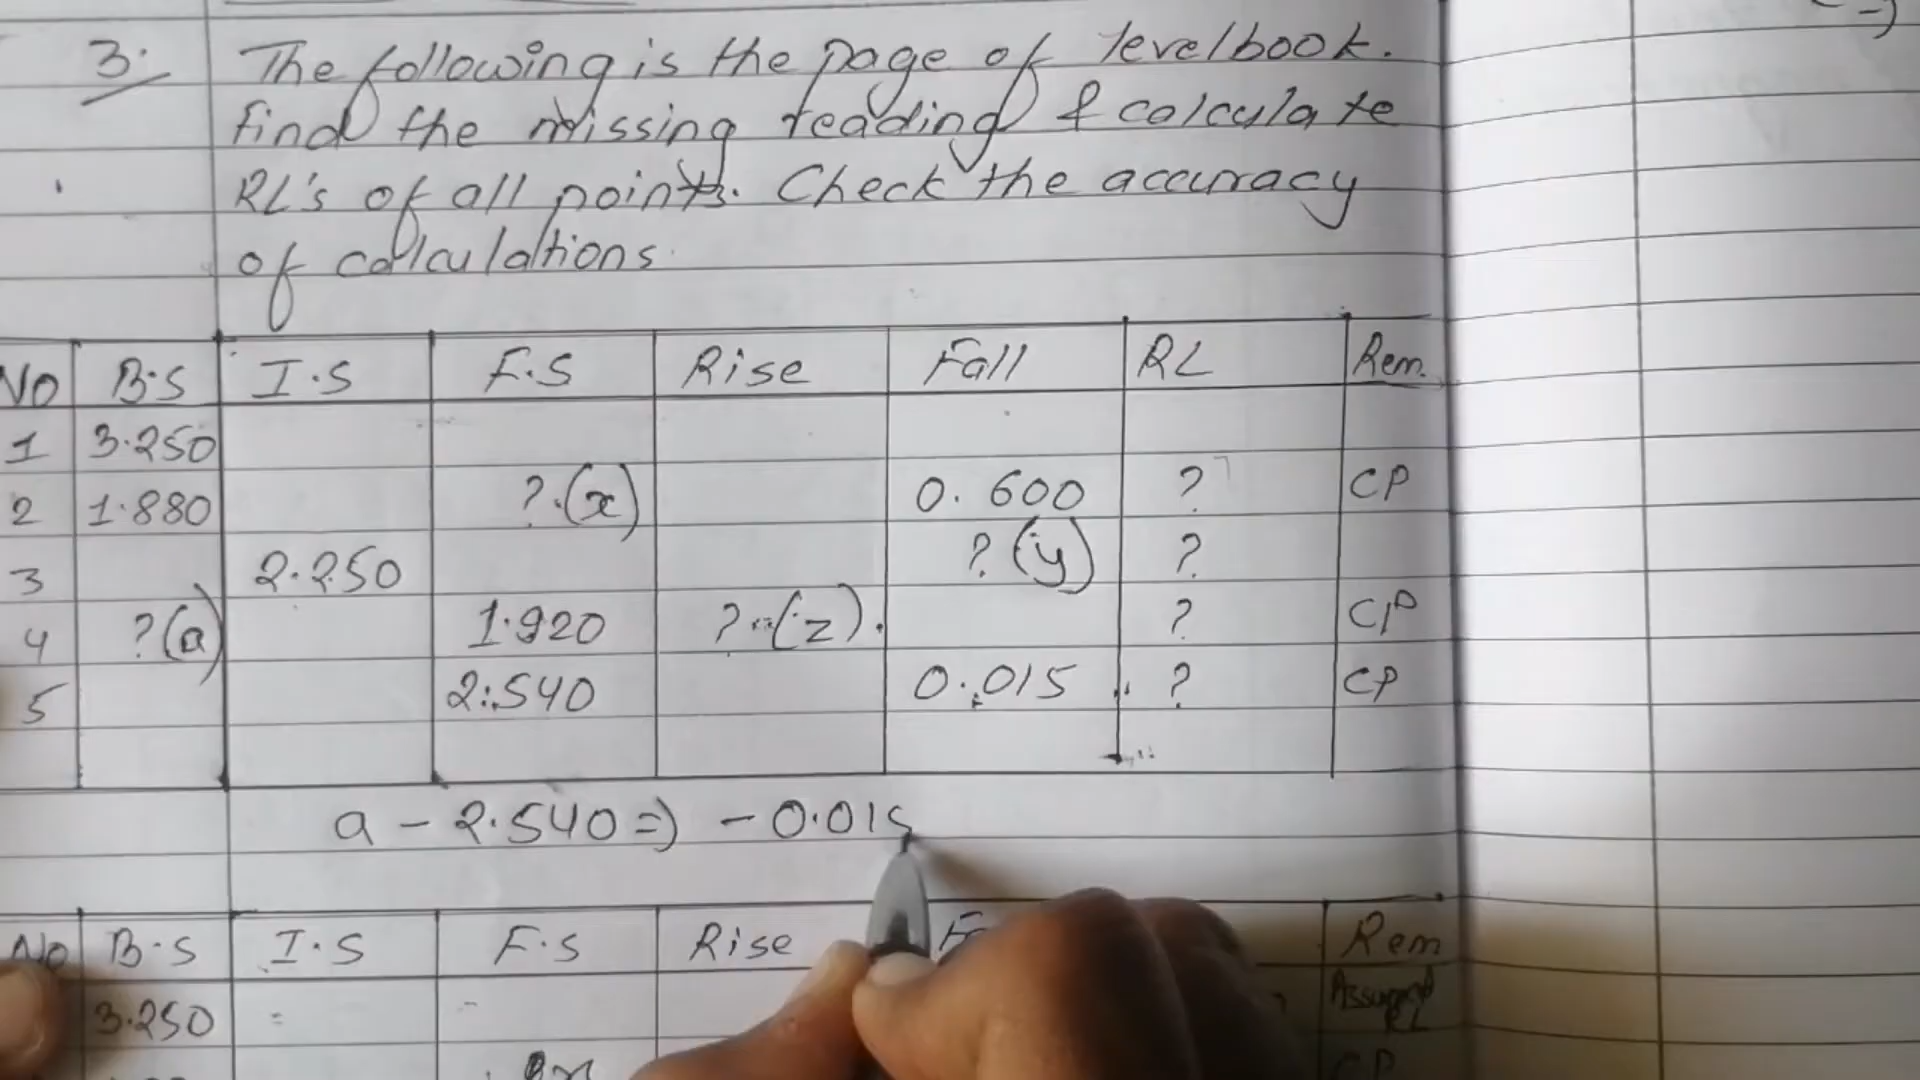 3.
The following is the page of levelbook.
find the missing reading & calculate
RL's of all points. Check the accuracy
of calculations.
No B.S I.S F.S Rise Fall RL Rem.
1 3.250
2 1.880 ?(x) 0.600 ? CP
3 2.250 ?(y) ?
4 ?(a) 1.920 ?(z). ? CP
5 2.540 0.015 ? CP
a - 2.540 => - 0.015
No B.S I.S F.S Rise Rem
3.250 Assumed RL
CP